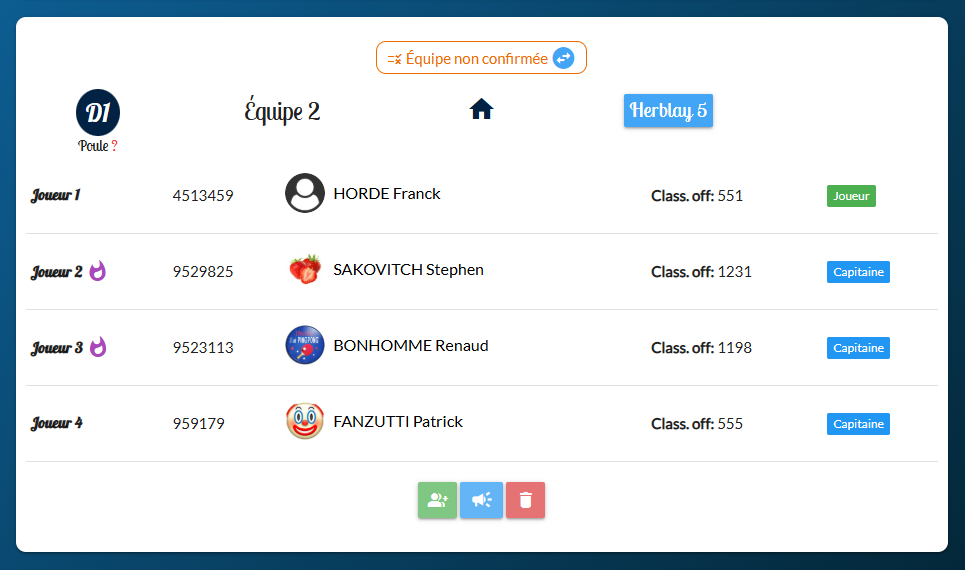 Équipe non confirmée
D1
Équipe 2
Herblay 5
Poule ?
Joueur 1 4513459 HORDE Franck Class. off: 551 Joueur
Joueur 2 9529825 SAKOVITCH Stephen Class. off: 1231 Capitaine
Joueur 3 9523113 BONHOMME Renaud Class. off: 1198 Capitaine
Joueur 4 959179 FANZUTTI Patrick Class. off: 555 Capitaine